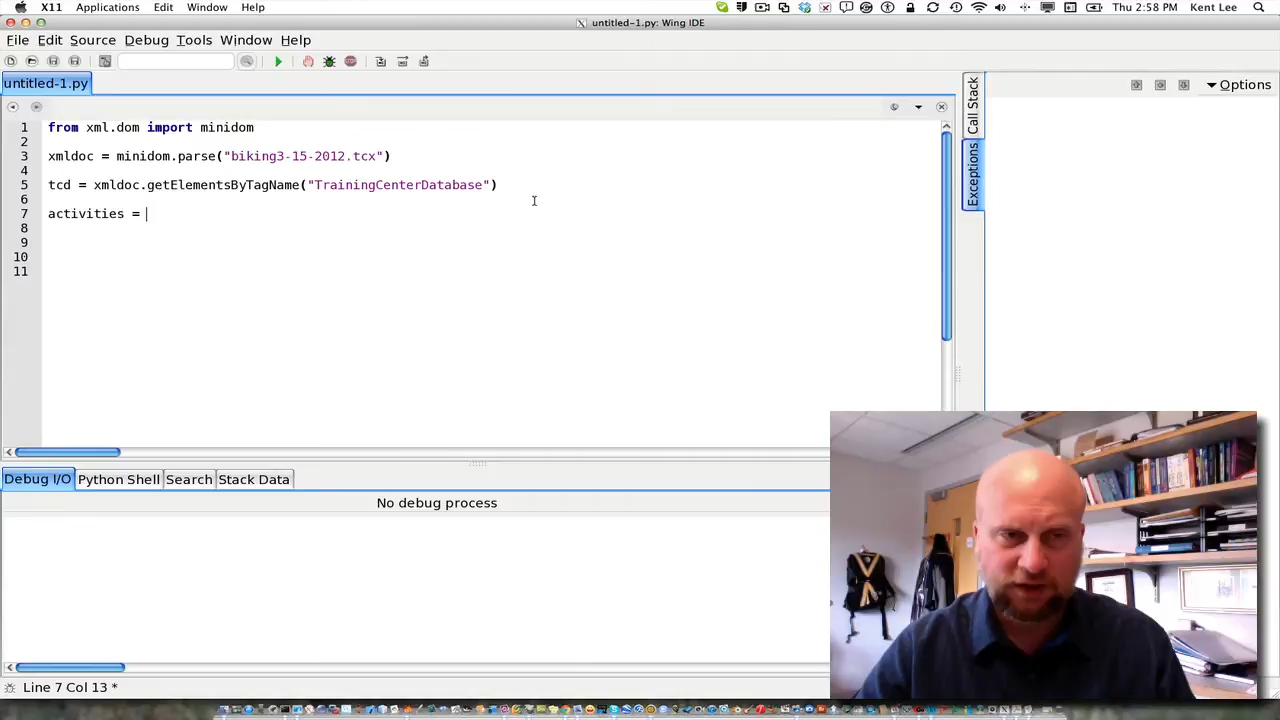 X11 Applications Edit Window Help Thu 2:58 PM Kent Lee
untitled-1.py: Wing IDE
File Edit Source Debug Tools Window Help
untitled-1.py
Options
Call Stack
Exceptions
1 from xml.dom import minidom
2
3 xmldoc = minidom.parse("biking3-15-2012.tcx")
4
5 tcd = xmldoc.getElementsByTagName("TrainingCenterDatabase")
6
7 activities =
8
9
10
11
Debug I/O Python Shell Search Stack Data
No debug process
Line 7 Col 13 *